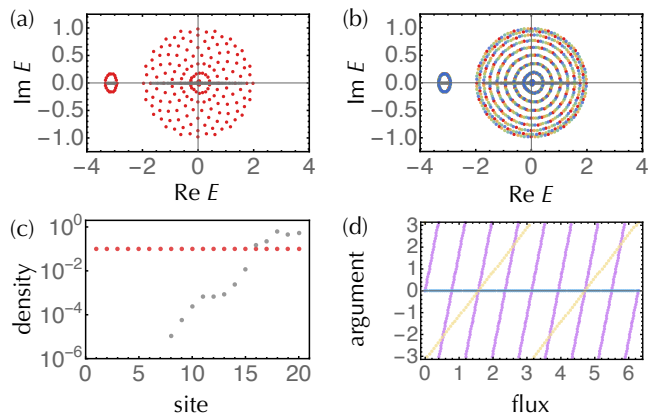 (a)
Im E
1.0
0.5
0.0
−0.5
−1.0
−4 −2 0 2 4
Re E
(b)
Im E
1.0
0.5
0.0
−0.5
−1.0
−4 −2 0 2 4
Re E
(c)
density
10^0
10^−2
10^−4
10^−6
0 5 10 15 20
site
(d)
argument
3
2
1
0
−1
−2
−3
0 1 2 3 4 5 6
flux